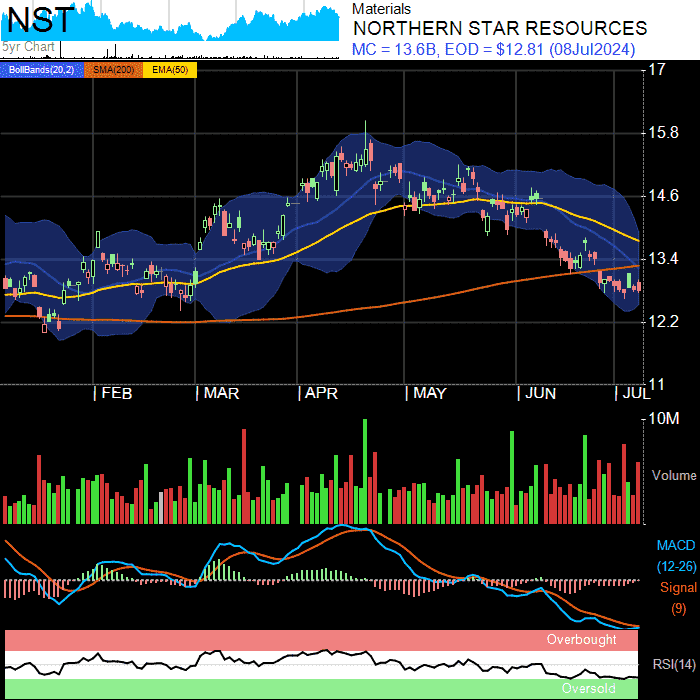 NST
5yr Chart
Materials
NORTHERN STAR RESOURCES
MC = 13.6B, EOD = $12.81 (08Jul2024)
BollBands(20,2) SMA(200) EMA(50)
17
15.8
14.6
13.4
12.2
11
FEB MAR APR MAY JUN JUL
10M
Volume
MACD
(12-26)
Signal
(9)
Overbought
RSI(14)
Oversold